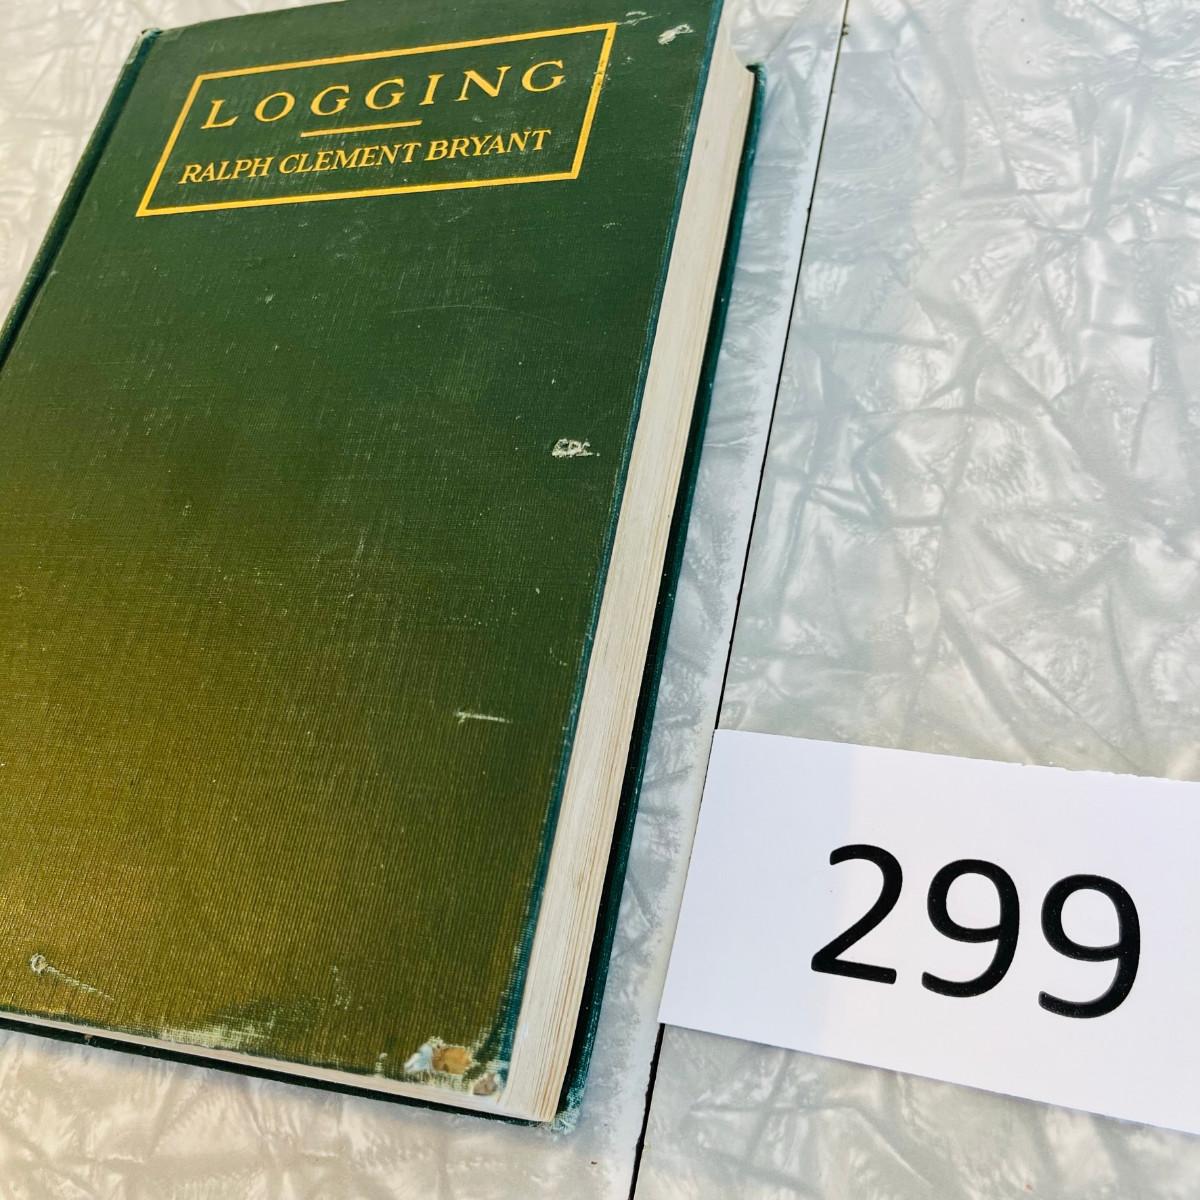 LOGGING
RALPH CLEMENT BRYANT
299